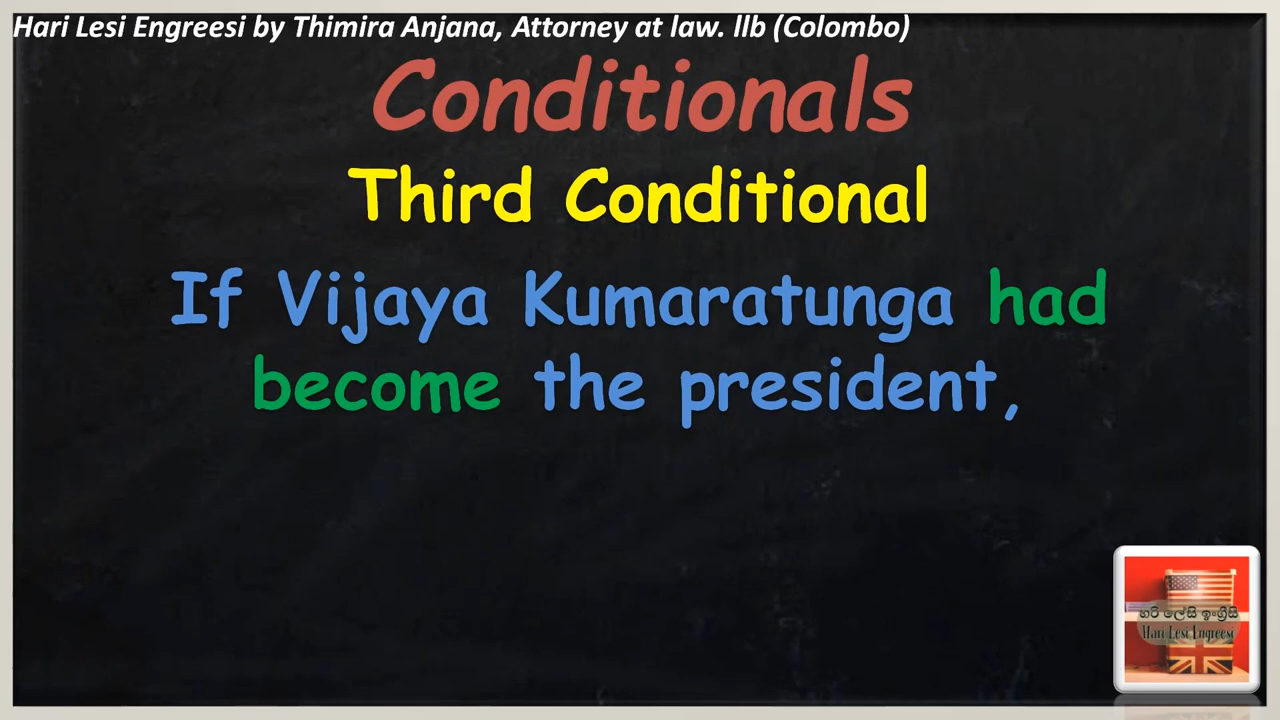 Hari Lesi Engreesi by Thimira Anjana, Attorney at law. llb (Colombo)
Conditionals
Third Conditional
If Vijaya Kumaratunga had
become the president,
හරි ලේසි ඉංග්‍රීසි
Hari Lesi Engreesi